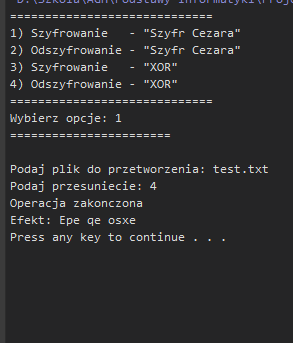 D:\Szkola\AGH\Podstawy Informatyki\Proj
==============================
1) Szyfrowanie   - "Szyfr Cezara"
2) Odszyfrowanie - "Szyfr Cezara"
3) Szyfrowanie   - "XOR"
4) Odszyfrowanie - "XOR"
==============================
Wybierz opcje: 1
========================
Podaj plik do przetworzenia: test.txt
Podaj przesuniecie: 4
Operacja zakonczona
Efekt: Epe qe osxe
Press any key to continue . . .